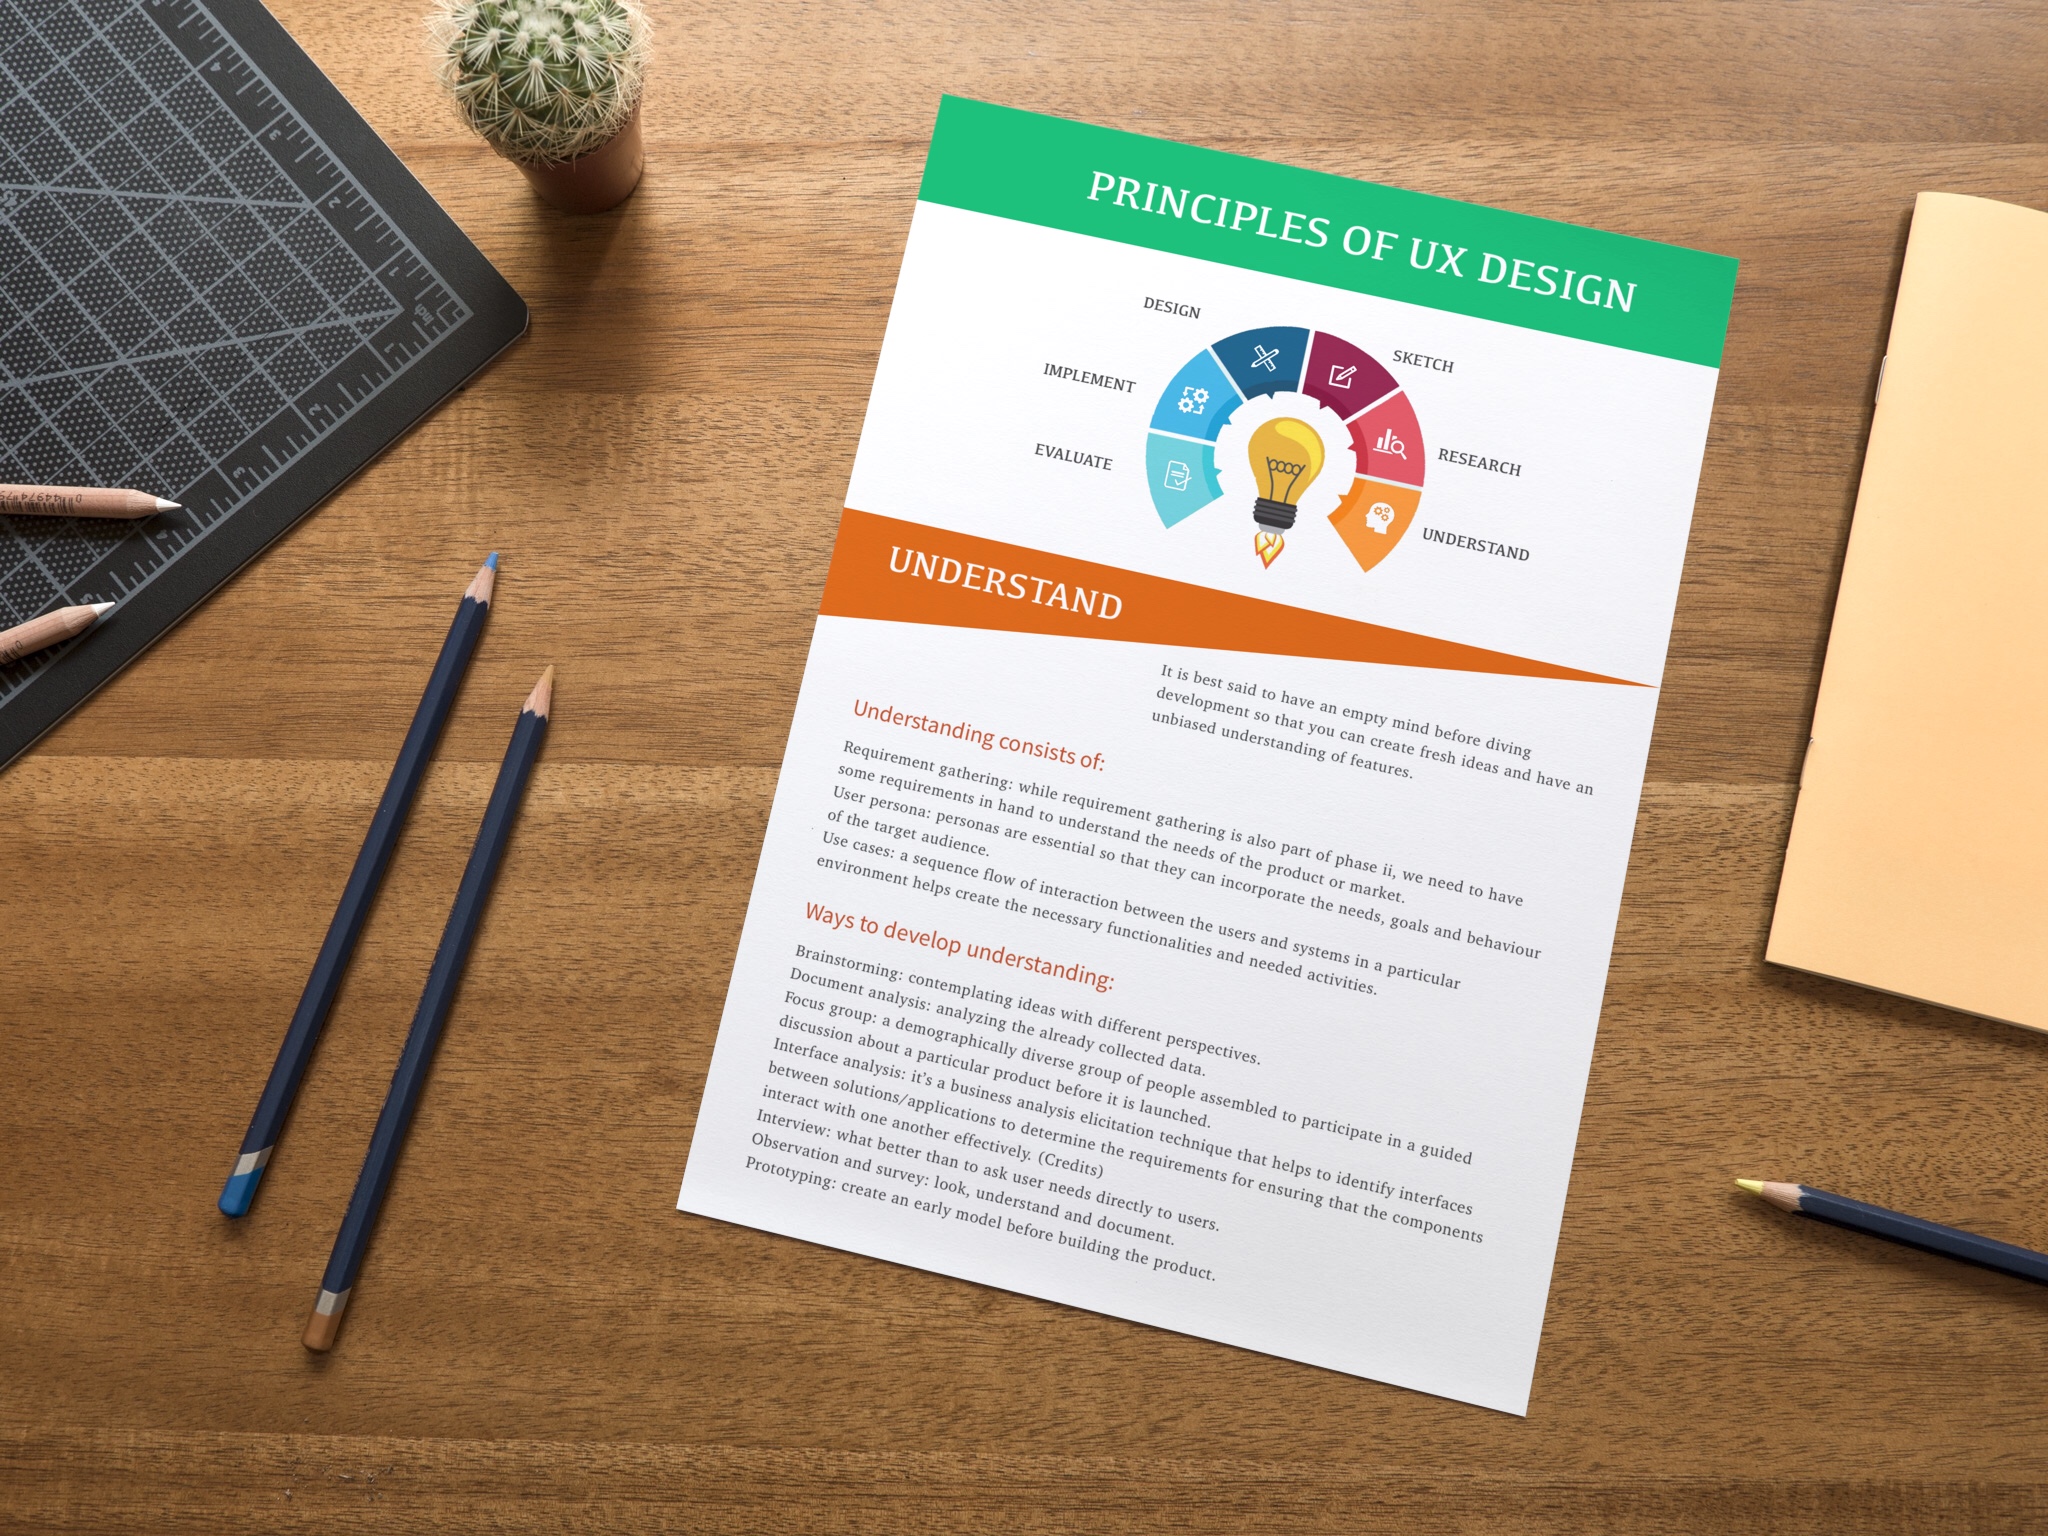 PRINCIPLES OF UX DESIGN
DESIGN
SKETCH
IMPLEMENT
RESEARCH
EVALUATE
UNDERSTAND
UNDERSTAND
It is best said to have an empty mind before diving
development so that you can create fresh ideas and have an
unbiased understanding of features.
Understanding consists of:
Requirement gathering: while requirement gathering is also part of phase ii, we need to have
some requirements in hand to understand the needs of the product or market.
User persona: personas are essential so that they can incorporate the needs, goals and behaviour
of the target audience.
Use cases: a sequence flow of interaction between the users and systems in a particular
environment helps create the necessary functionalities and needed activities.
Ways to develop understanding:
Brainstorming: contemplating ideas with different perspectives.
Document analysis: analyzing the already collected data.
Focus group: a demographically diverse group of people assembled to participate in a guided
discussion about a particular product before it is launched.
Interface analysis: it's a business analysis elicitation technique that helps to identify interfaces
between solutions/applications to determine the requirements for ensuring that the components
interact with one another effectively. (Credits)
Interview: what better than to ask user needs directly to users.
Observation and survey: look, understand and document.
Prototyping: create an early model before building the product.